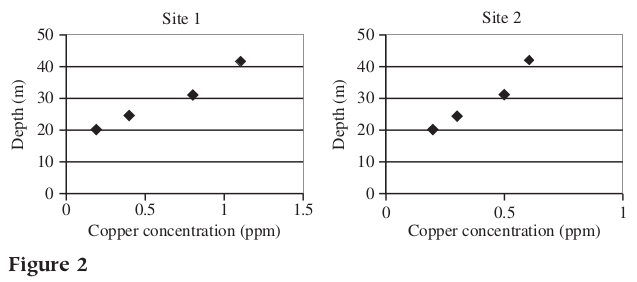 Site 1
50
40
30
20
10
0
Depth (m)
0 0.5 1 1.5
Copper concentration (ppm)
Site 2
50
40
30
20
10
0
Depth (m)
0 0.5 1
Copper concentration (ppm)
Figure 2